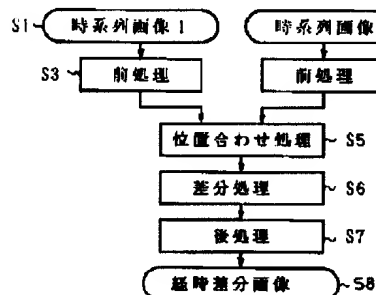 S1 時系列画像1
時系列画像
S3 前処理
前処理
位置合わせ処理 S5
差分処理 S6
後処理 S7
経時差分画像 S8